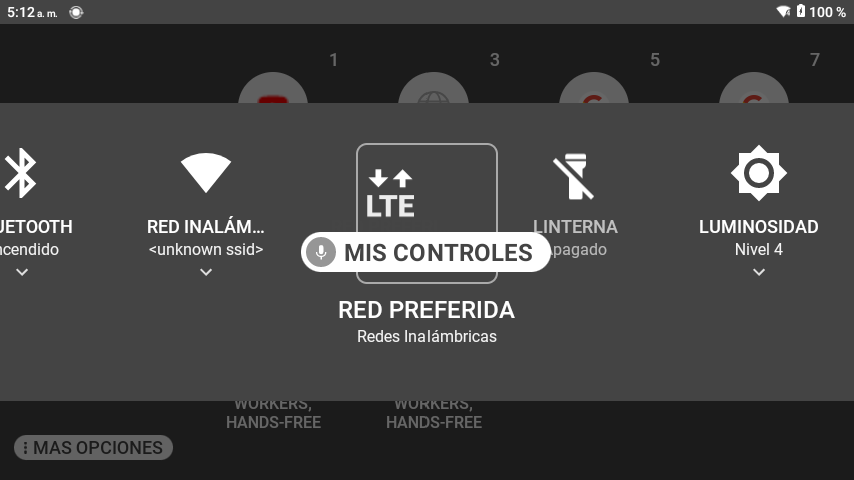 5:12 a. m.
100 %
1
3
5
7
LTE
UETOOTH
RED INALÁM...
LINTERNA
LUMINOSIDAD
ncendido
<unknown ssid>
MIS CONTROLES
pagado
Nivel 4
RED PREFERIDA
Redes Inalámbricas
WORKERS,
WORKERS,
HANDS-FREE
HANDS-FREE
MAS OPCIONES